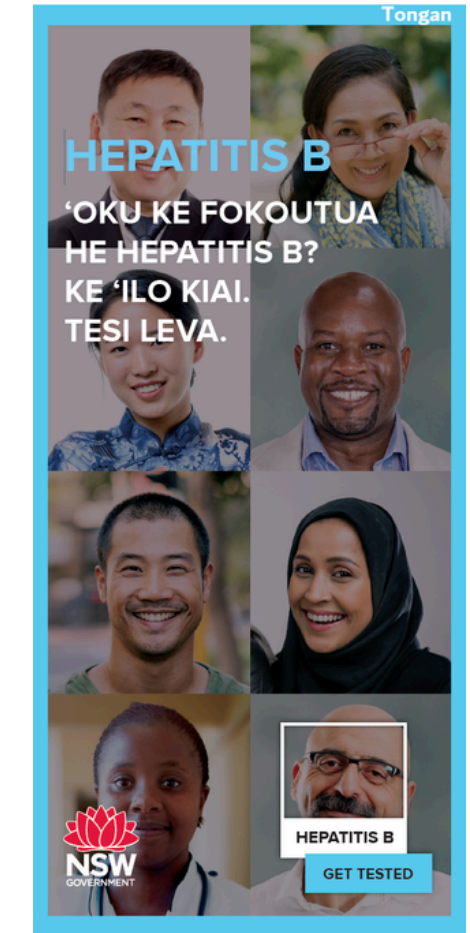 Tongan
HEPATITIS B
‘OKU KE FOKOUTUA
HE HEPATITIS B?
KE ‘ILO KIAI.
TESI LEVA.
HEPATITIS B
GET TESTED
NSW
GOVERNMENT